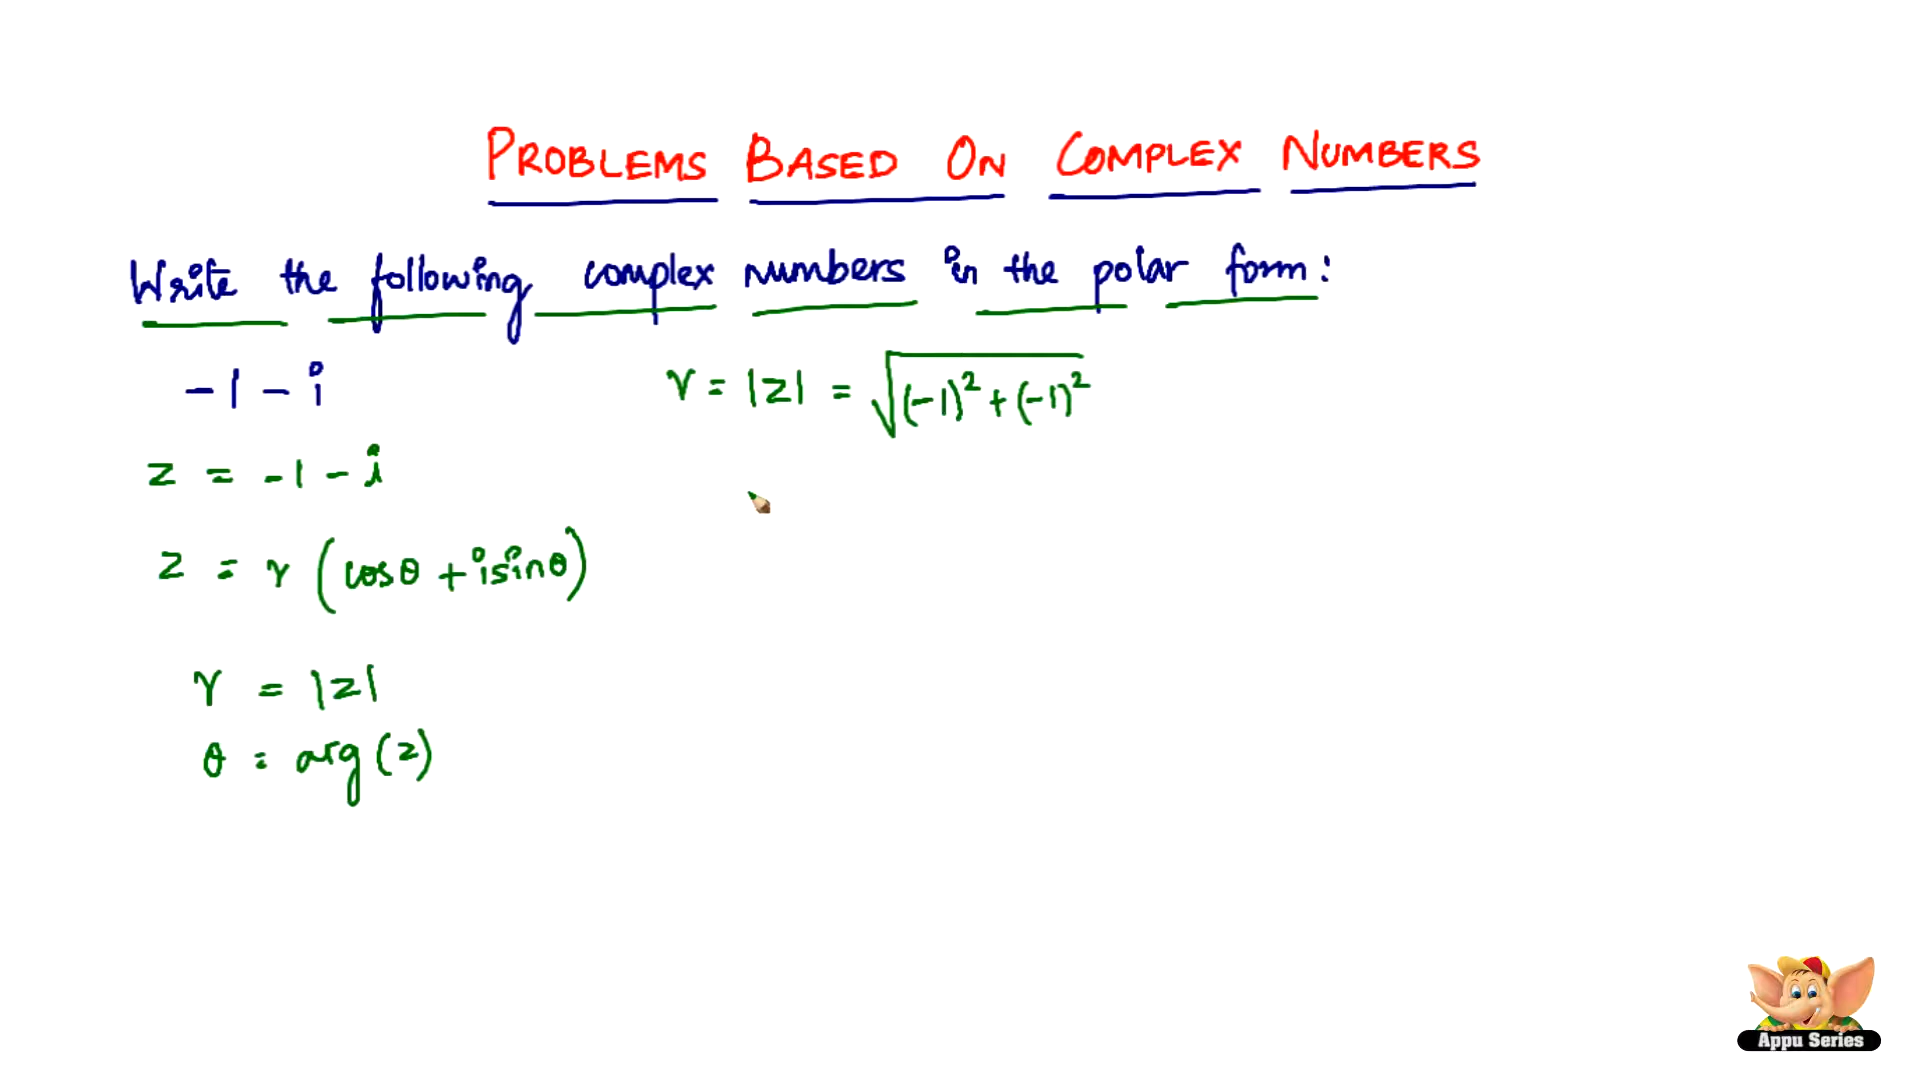 PROBLEMS BASED ON COMPLEX NUMBERS
Write the following complex numbers in the polar form:
-1 - i
z = -1 - i
z = r (cosθ + isinθ)
r = |z|
θ = arg(z)
r = |z| = √(-1)² + (-1)²
Appu Series